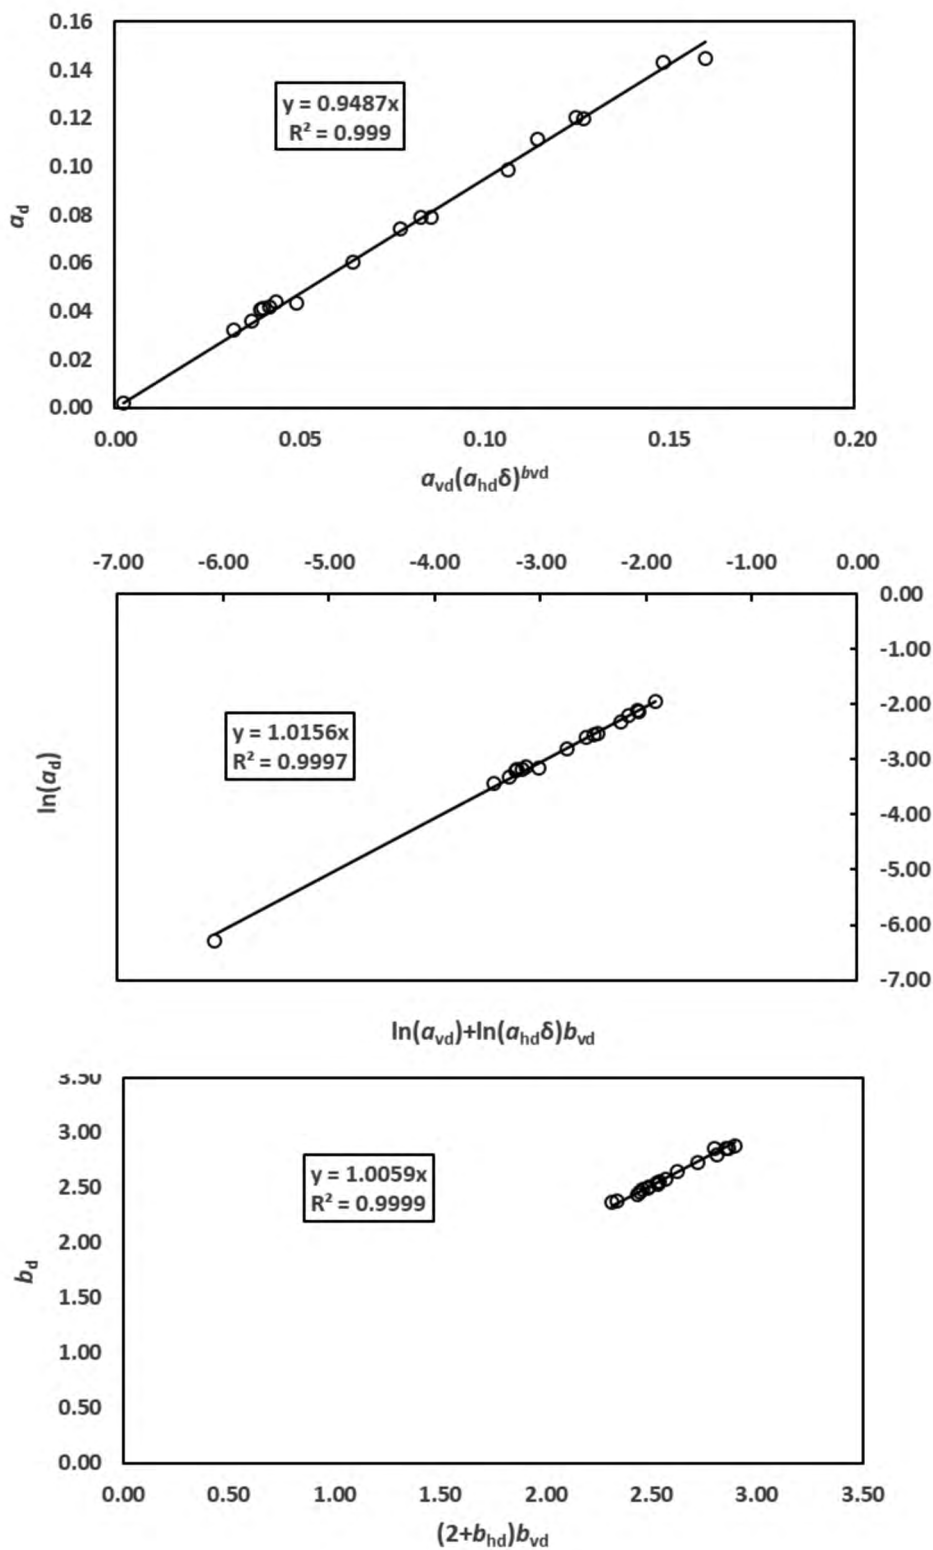 0.16
0.14
0.12
0.10
0.08
0.06
0.04
0.02
0.00
a_d
y = 0.9487x
R² = 0.999
0.00 0.05 0.10 0.15 0.20
a_vd(a_hdδ)^bvd
-7.00 -6.00 -5.00 -4.00 -3.00 -2.00 -1.00 0.00
0.00
-1.00
-2.00
-3.00
-4.00
-5.00
-6.00
-7.00
ln(a_d)
y = 1.0156x
R² = 0.9997
ln(a_vd)+ln(a_hdδ)b_vd
3.50
3.00
2.50
2.00
1.50
1.00
0.50
0.00
b_d
y = 1.0059x
R² = 0.9999
0.00 0.50 1.00 1.50 2.00 2.50 3.00 3.50
(2+b_hd)b_vd